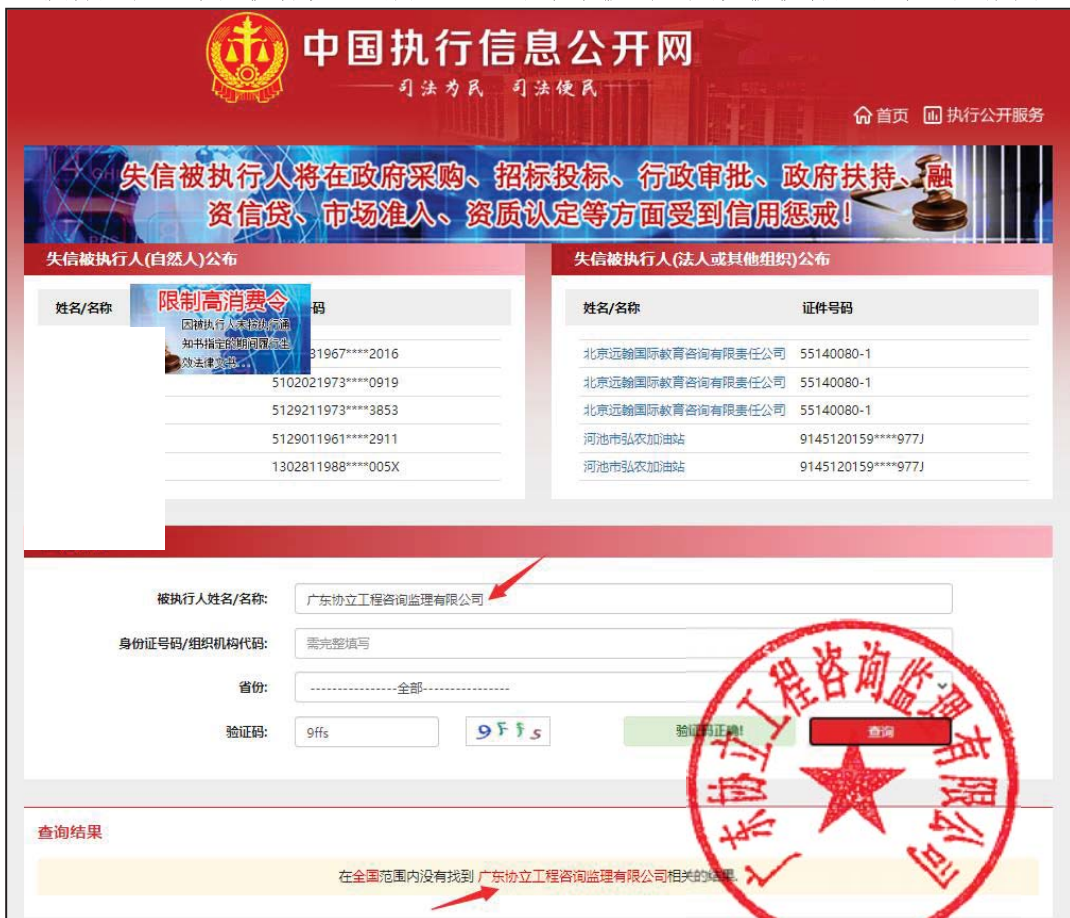 中国执行信息公开网
司法为民 司法便民
首页 执行公开服务
失信被执行人将在政府采购、招标投标、行政审批、政府扶持、融
资信贷、市场准入、资质认定等方面受到信用惩戒!
失信被执行人(自然人)公布
姓名/名称 码
限制高消费令
因被执行人未按执行通
知书指定的期间履行生
效法律文书...
31967****2016
5102021973****0919
5129211973****3853
5129011961****2911
1302811988****005X
失信被执行人(法人或其他组织)公布
姓名/名称 证件号码
北京远翰国际教育咨询有限责任公司 55140080-1
北京远翰国际教育咨询有限责任公司 55140080-1
北京远翰国际教育咨询有限责任公司 55140080-1
河池市弘农加油站 9145120159****977J
河池市弘农加油站 9145120159****977J
被执行人姓名/名称: 广东协立工程咨询监理有限公司
身份证号码/组织机构代码: 需完整填写
省份: ----------------全部----------------
验证码: 9ffs 9FFs 验证码正确! 查询
广东协立工程咨询监理有限公司
查询结果
在全国范围内没有找到 广东协立工程咨询监理有限公司相关的结果.